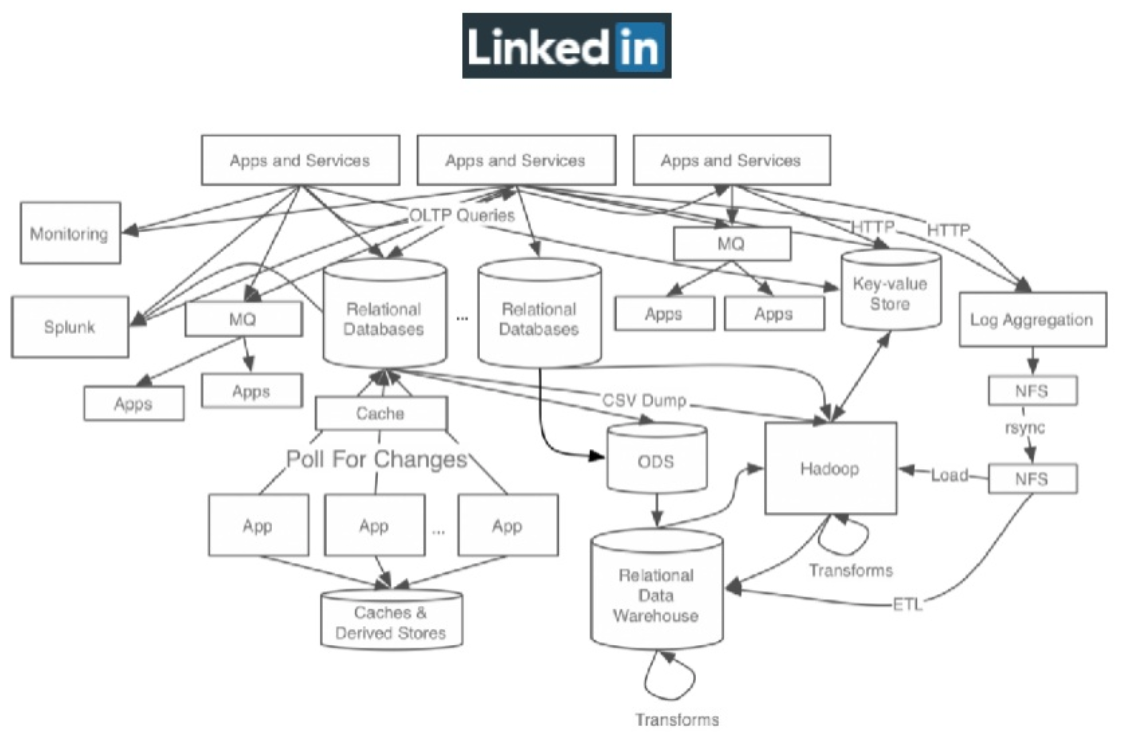 Linked in
Apps and Services
Apps and Services
Apps and Services
Monitoring
OLTP Queries
HTTP
HTTP
MQ
Splunk
MQ
Relational
Databases
...
Relational
Databases
Apps
Apps
Key-value
Store
Log Aggregation
Apps
Apps
Cache
CSV Dump
NFS
rsync
Poll For Changes
ODS
Hadoop
Load
NFS
App
App
...
App
Transforms
Relational
Data
Warehouse
ETL
Caches &
Derived Stores
Transforms